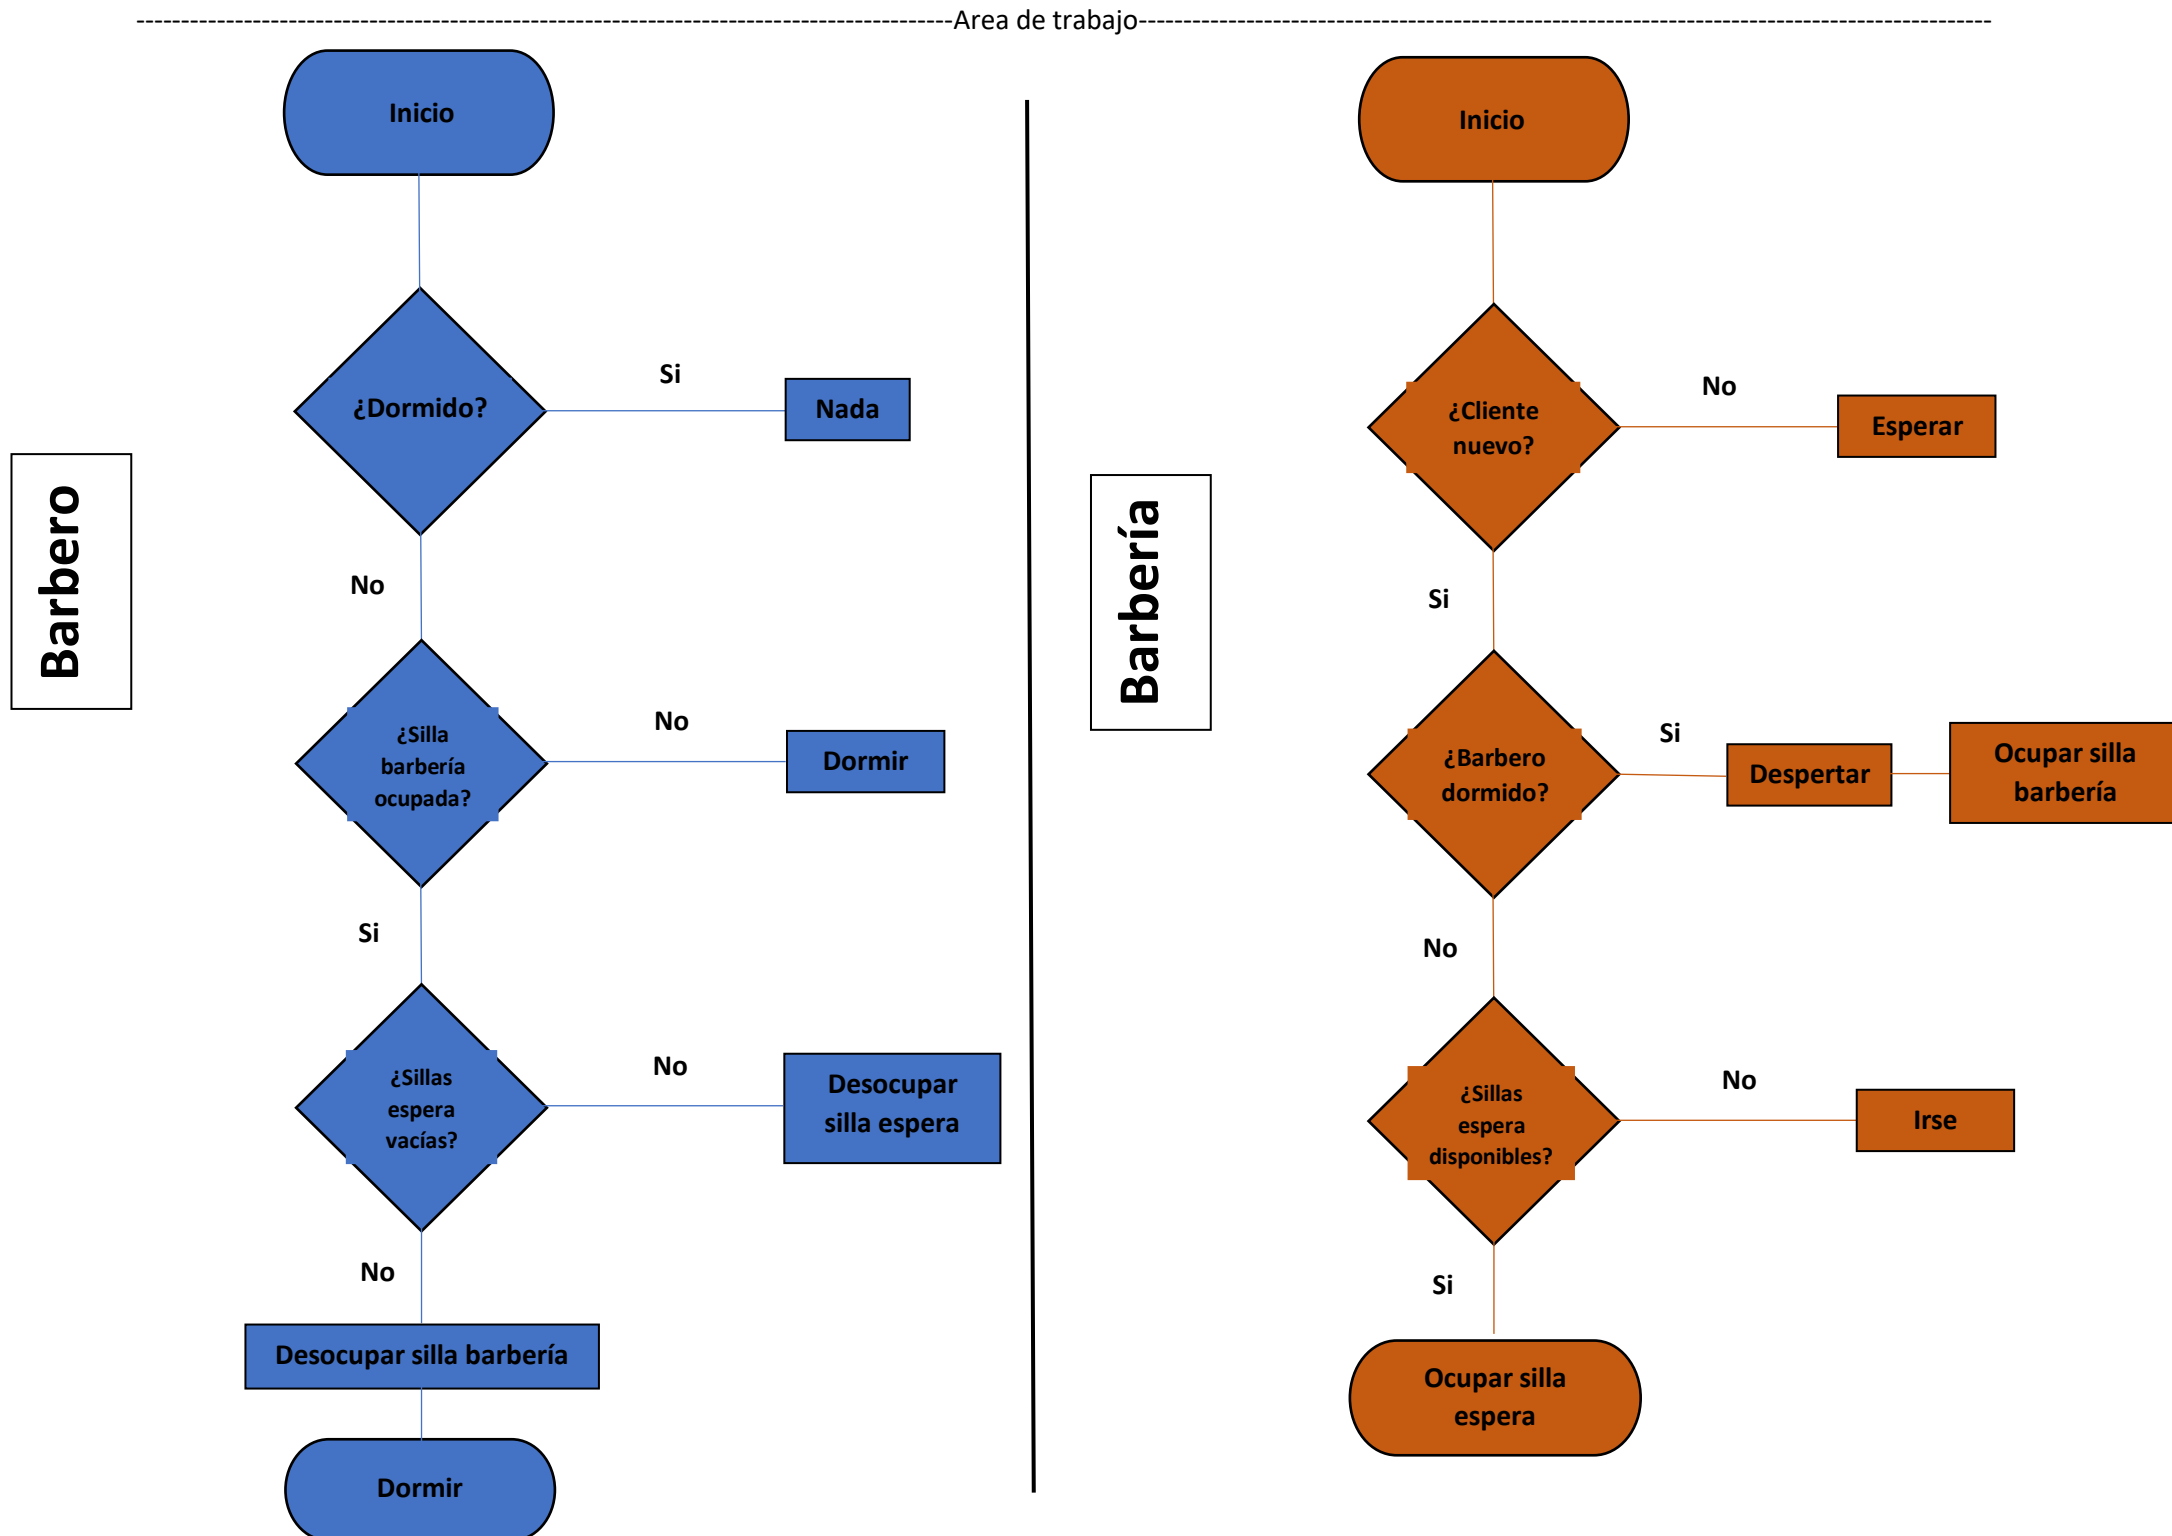 -Area de trabajo-
Barbero
Inicio
¿Dormido?
Si
Nada
No
¿Silla
barbería
ocupada?
No
Dormir
Si
¿Sillas
espera
vacías?
No
Desocupar
silla espera
No
Desocupar silla barbería
Dormir
Barbería
Inicio
¿Cliente
nuevo?
No
Esperar
Si
¿Barbero
dormido?
Si
Despertar
Ocupar silla
barbería
No
¿Sillas
espera
disponibles?
No
Irse
Si
Ocupar silla
espera